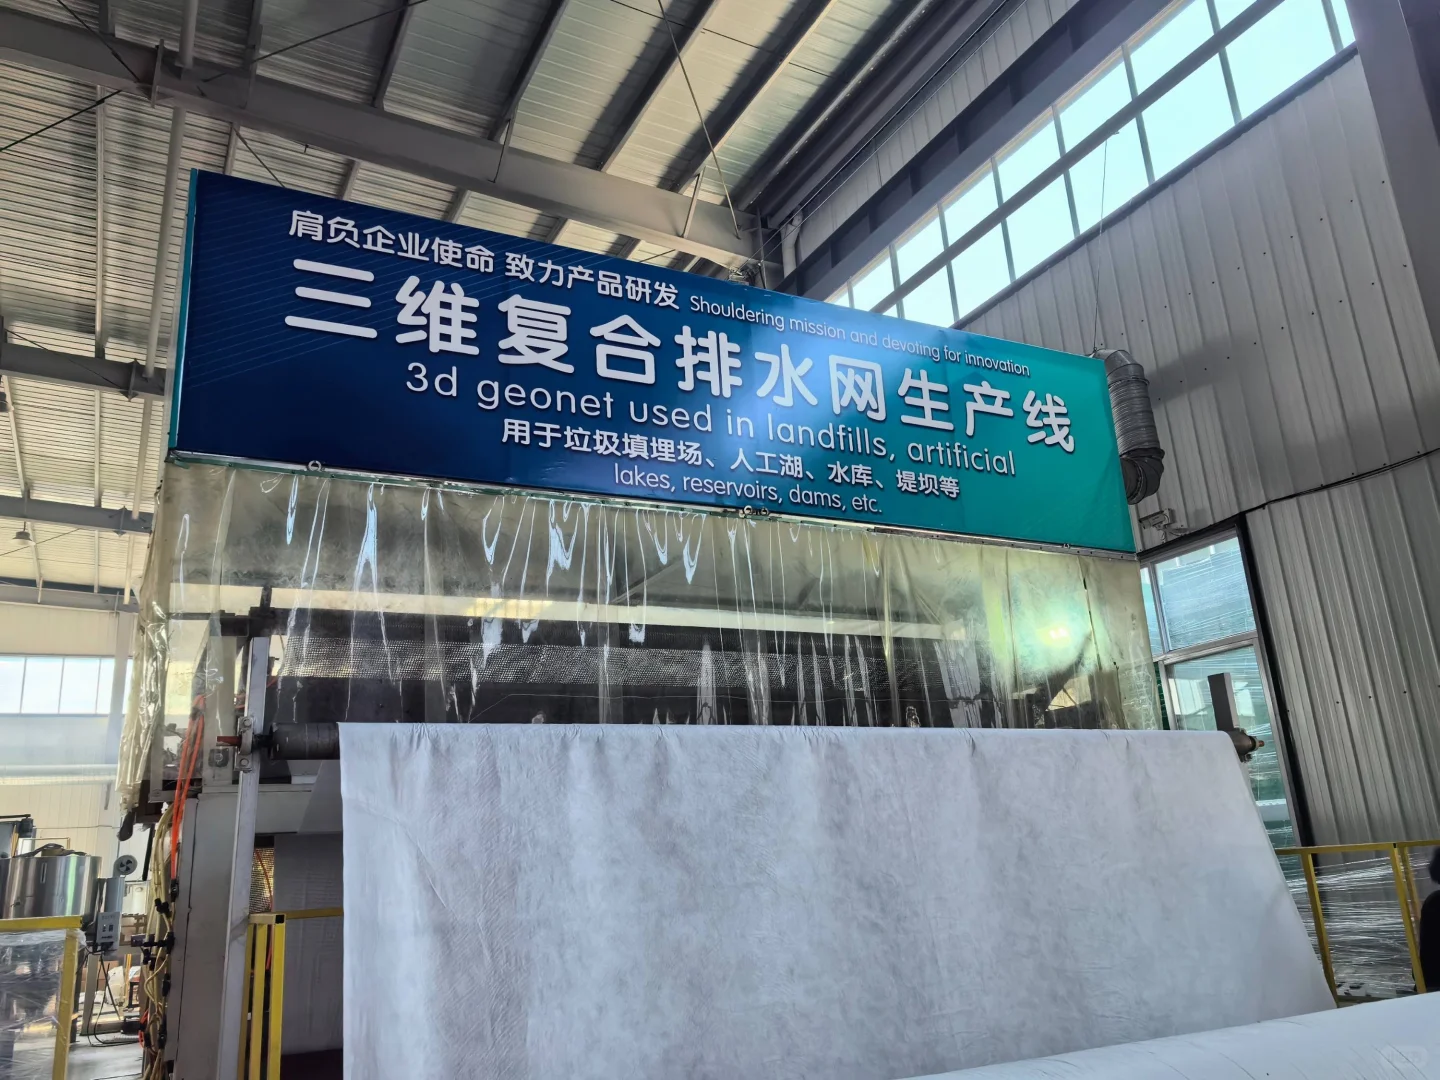 肩负企业使命 致力产品研发 Shouldering mission and devoting for innovation
三维复合排水网生产线
3d geonet used in landfills, artificial
用于垃圾填埋场、人工湖、水库、堤坝等
lakes, reservoirs, dams, etc.